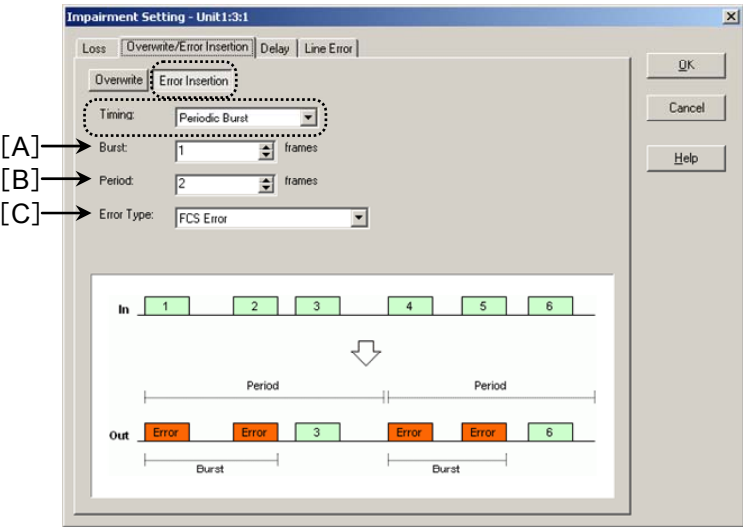 Impairment Setting - Unit1:3:1
Loss Overwrite/Error Insertion Delay Line Error
OK
Overwrite Error Insertion
Timing: Periodic Burst
Cancel
[A] Burst: 1 frames
Help
[B] Period: 2 frames
[C] Error Type: FCS Error
In 1 2 3 4 5 6
Period Period
Out Error Error 3 Error Error 6
Burst Burst